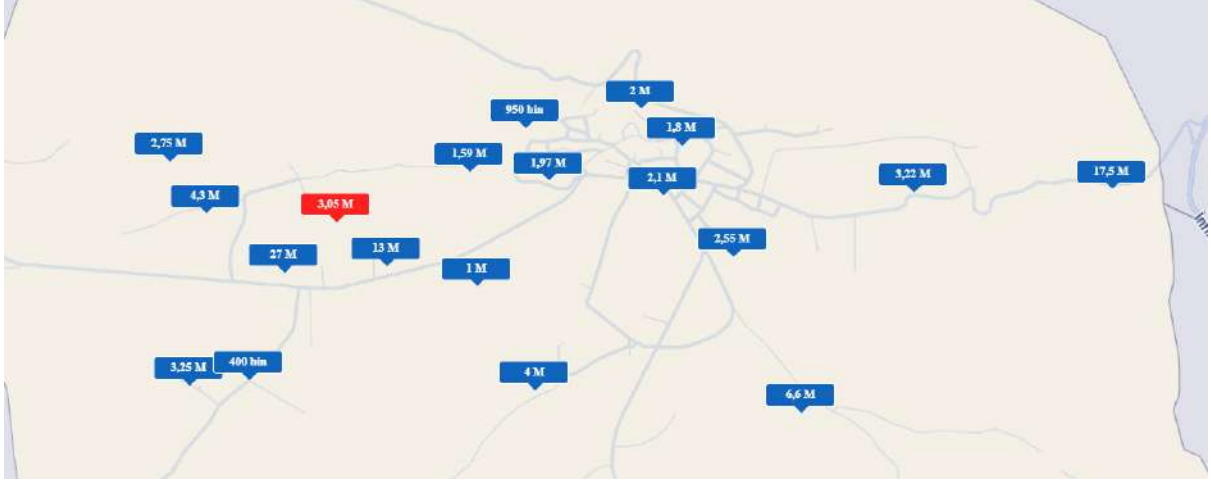 2 M
950 bin
1,8 M
2,75 M
1,59 M
1,97 M
2,1 M
3,22 M
17,5 M
4,3 M
3,05 M
2,55 M
27 M
13 M
1 M
3,25 M
400 bin
4 M
6,6 M